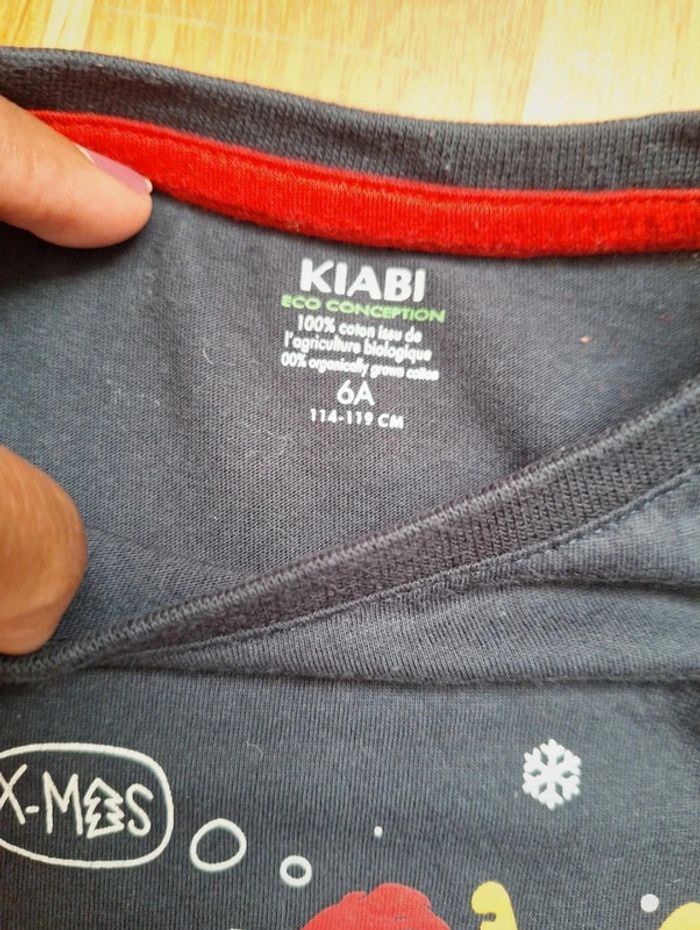 KIABI
ECO CONCEPTION
100% coton issu de
l'agriculture biologique
00% organically grown cotton
6A
114-119 CM
X-MAS